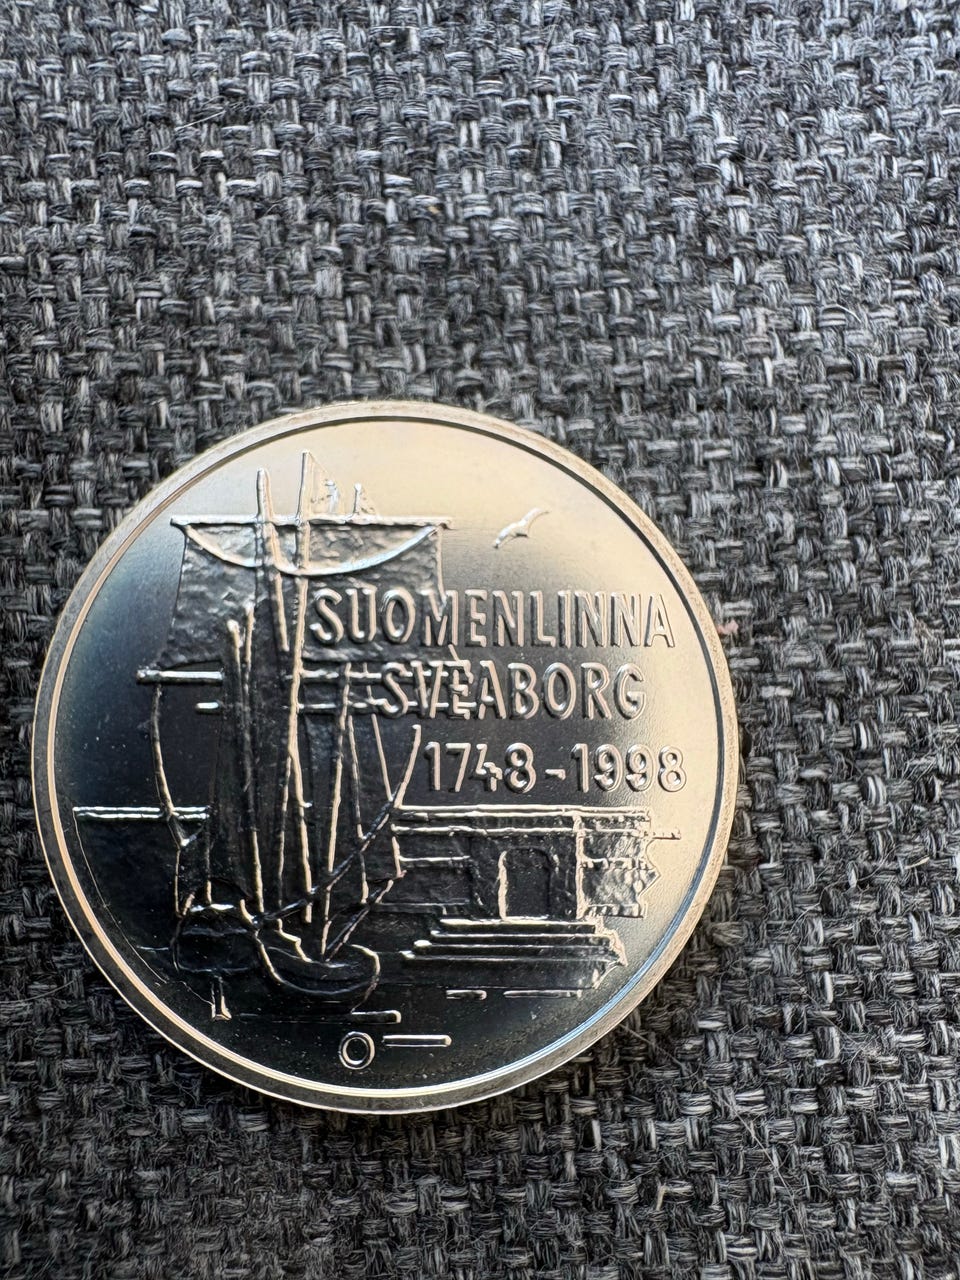 SUOMENLINNA
SVEABORG
1748-1998
O